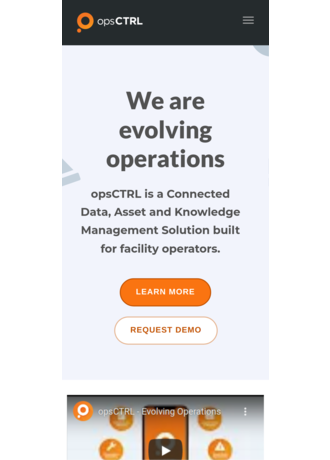 opsCTRL
We are
evolving
operations
opsCTRL is a Connected
Data, Asset and Knowledge
Management Solution built
for facility operators.
LEARN MORE
REQUEST DEMO
opsCTRL - Evolving Operations